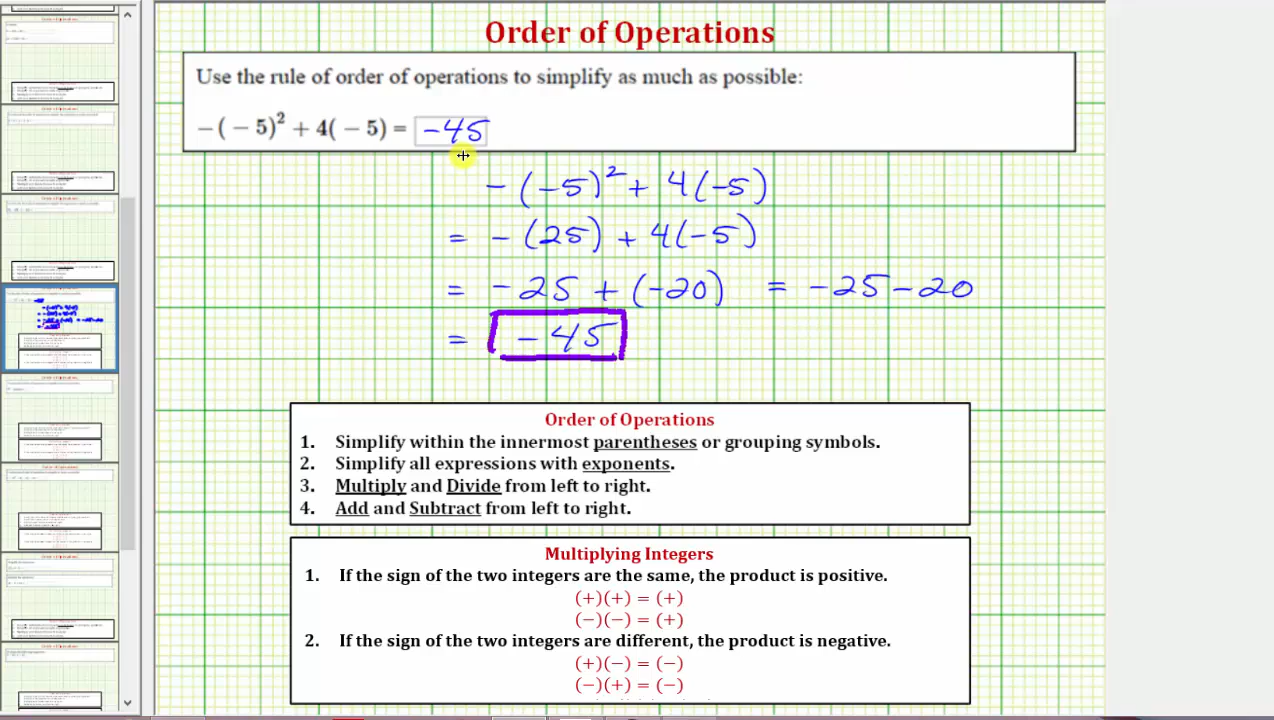 Order of Operations
Use the rule of order of operations to simplify as much as possible:
−(−5)² + 4(−5) = −45
−(−5)² + 4(−5)
= −(25) + 4(−5)
= −25 + (−20) = −25−20
= −45
Order of Operations
1. Simplify within the innermost parentheses or grouping symbols.
2. Simplify all expressions with exponents.
3. Multiply and Divide from left to right.
4. Add and Subtract from left to right.
Multiplying Integers
1. If the sign of the two integers are the same, the product is positive.
(+)(+) = (+)
(−)(−) = (+)
2. If the sign of the two integers are different, the product is negative.
(+)(−) = (−)
(−)(+) = (−)